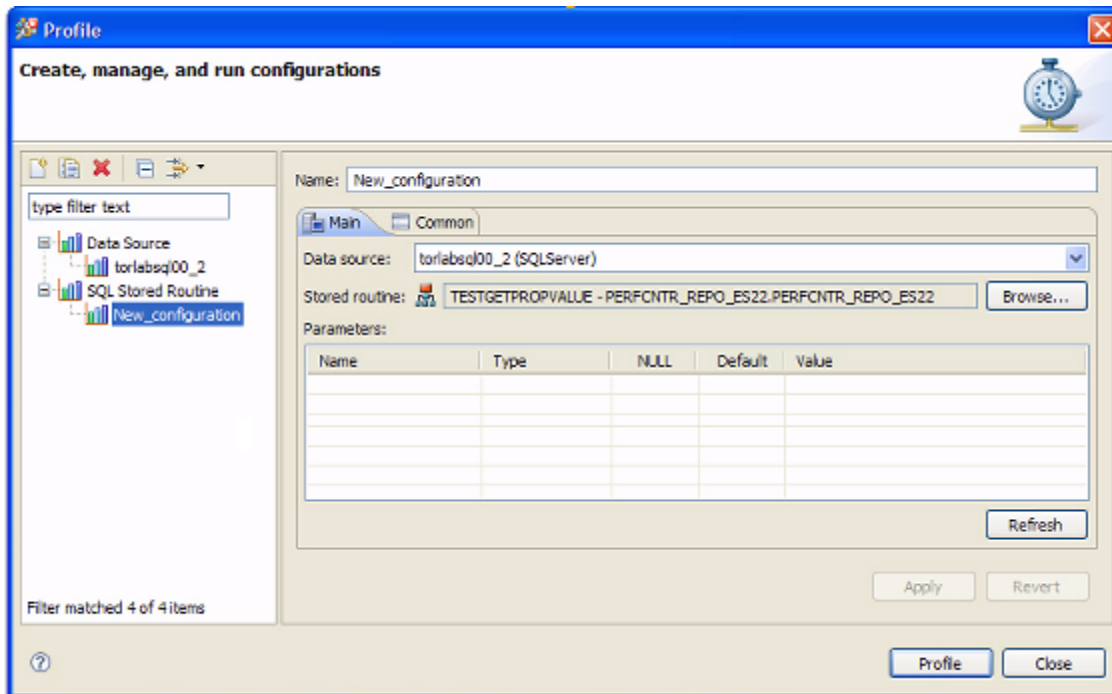 Profile
Create, manage, and run configurations
type filter text
Data Source
torlabsql00_2
SQL Stored Routine
New_configuration
Filter matched 4 of 4 items
Name: New_configuration
Main Common
Data source: torlabsql00_2 (SQLServer)
Stored routine: TESTGETPROPVALUE - PERFCNTR_REPO_ES22.PERFCNTR_REPO_ES22 Browse...
Parameters:
Name Type NULL Default Value
Refresh
Apply Revert
Profile Close